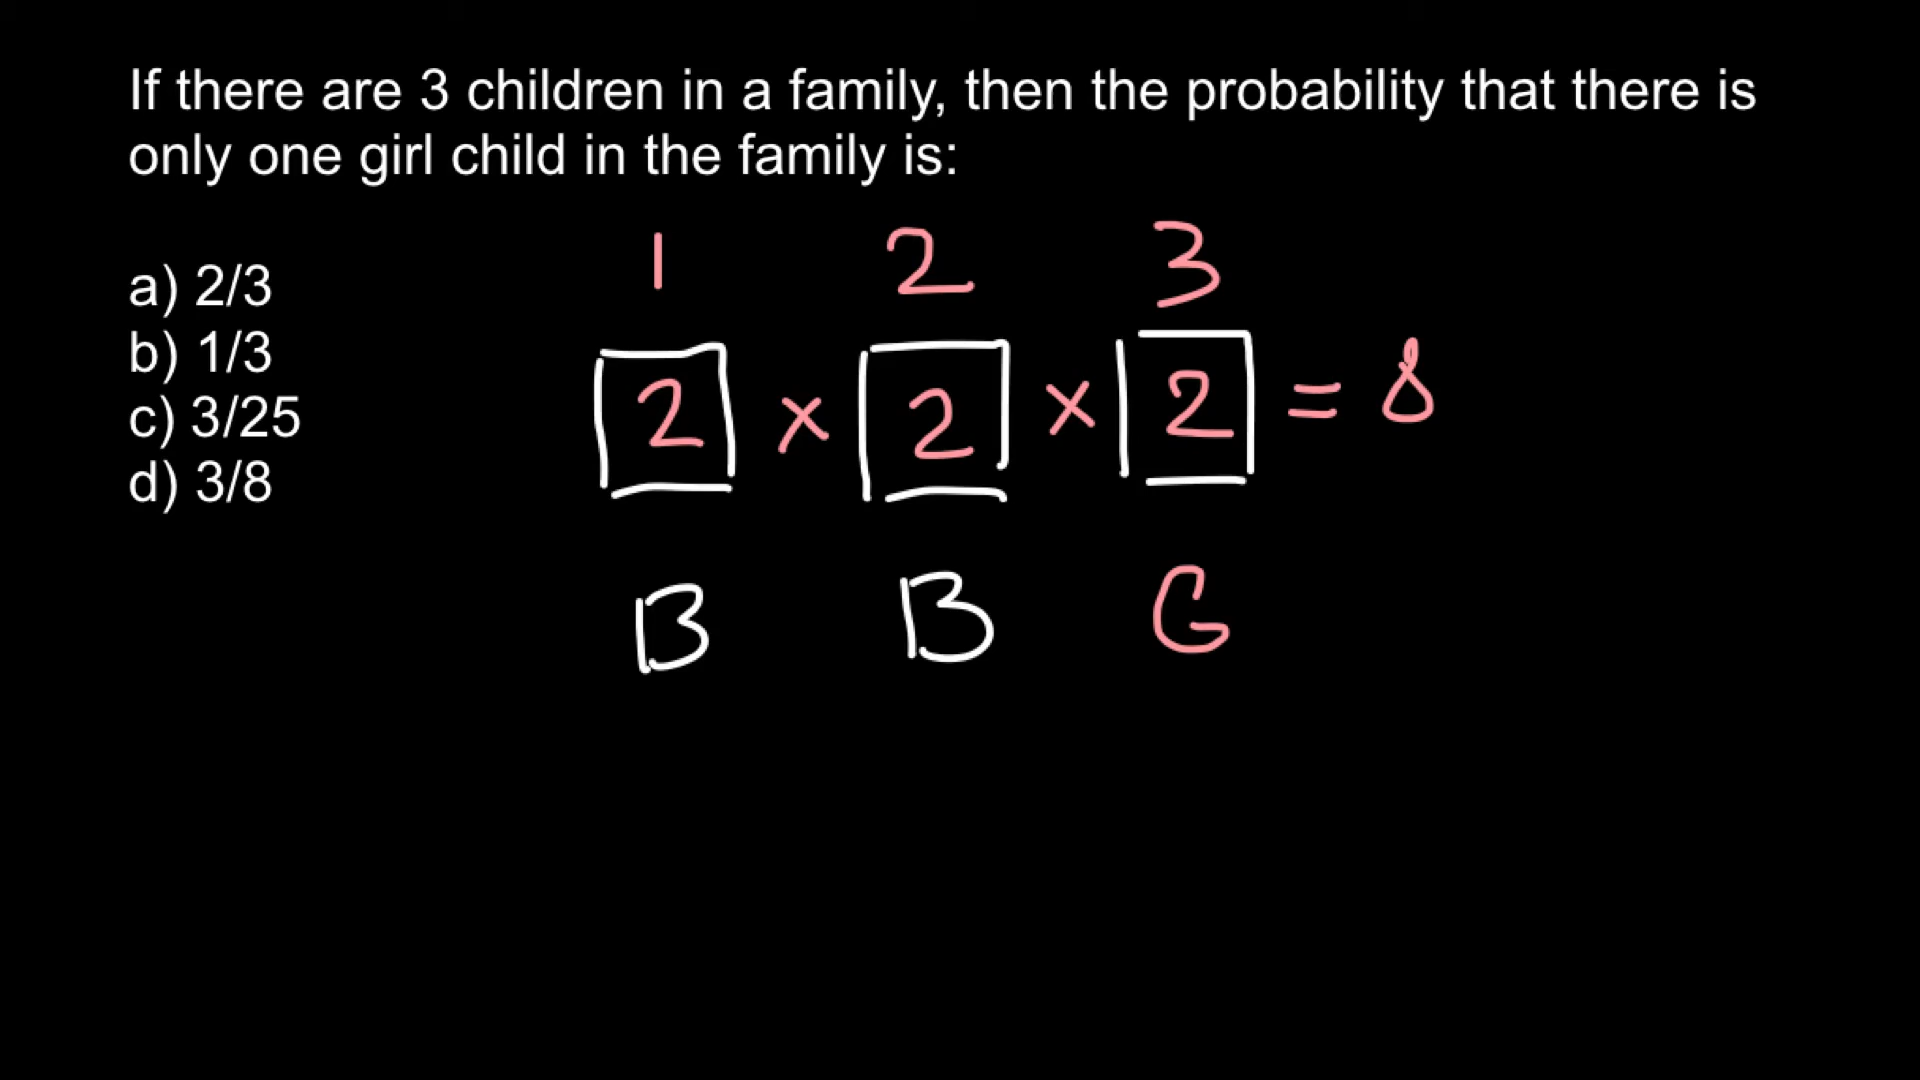 If there are 3 children in a family, then the probability that there is
only one girl child in the family is:
a) 2/3
b) 1/3
c) 3/25
d) 3/8
1 2 3
2 × 2 × 2 = 8
B B G